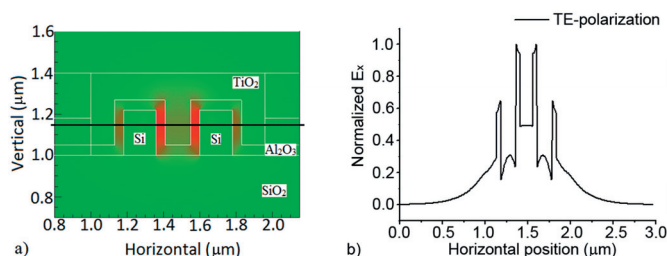 1.6
1.4
1.2
1.0
0.8
Vertical (μm)
TiO₂
Si
Si
Al₂O₃
SiO₂
0.8 1.0 1.2 1.4 1.6 1.8 2.0
Horizontal (μm)
a)
TE-polarization
1.0
0.8
0.6
0.4
0.2
0.0
Normalized Eₓ
0.0 0.5 1.0 1.5 2.0 2.5 3.0
Horizontal position (μm)
b)